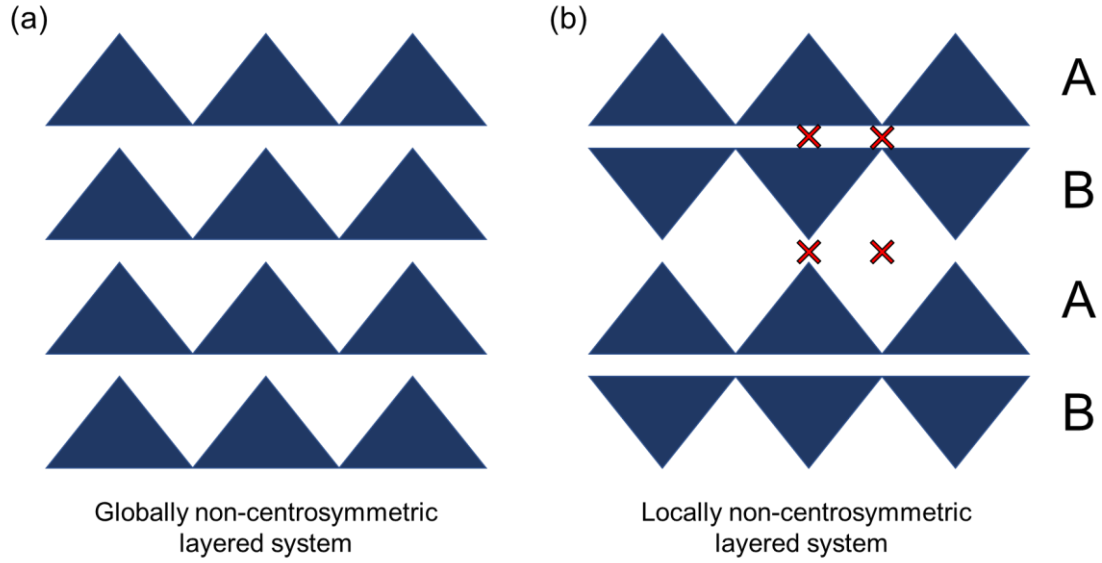 (a)
(b)
A
B
A
B
Globally non-centrosymmetric
layered system
Locally non-centrosymmetric
layered system